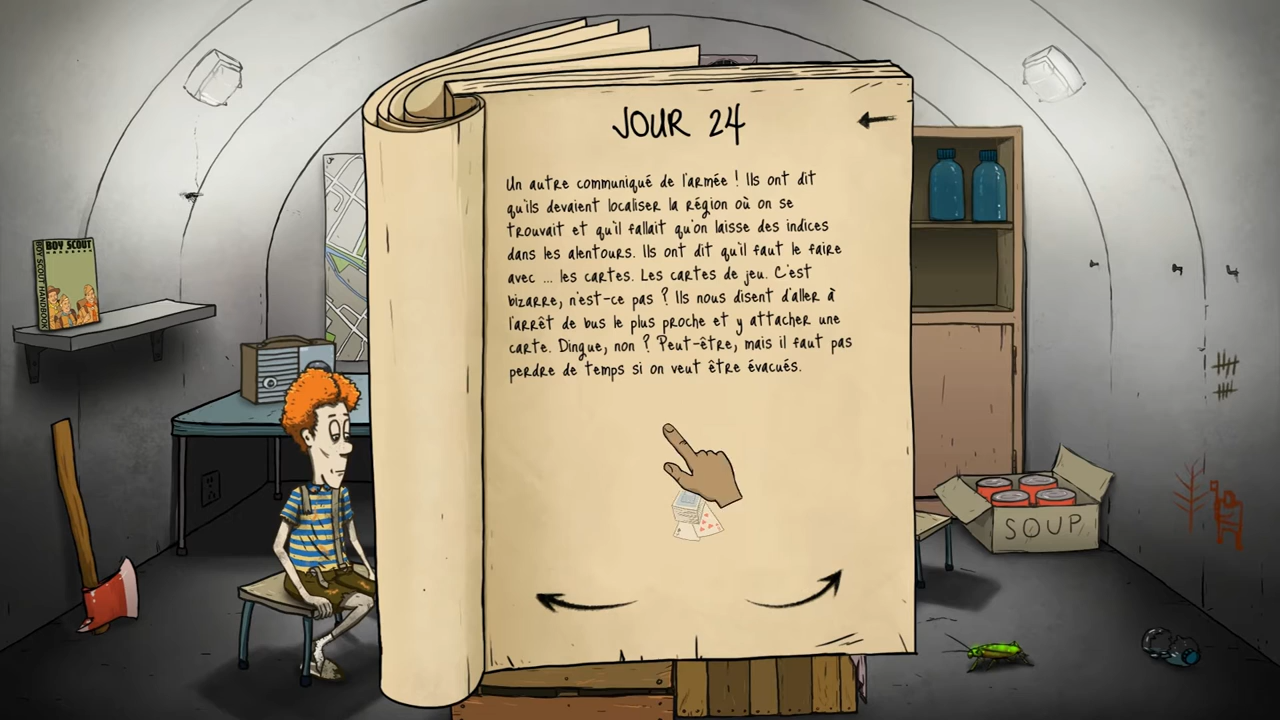 JOUR 24
Un autre communiqué de l'armée ! Ils ont dit
qu'ils devaient localiser la région où on se
trouvait et qu'il fallait qu'on laisse des indices
dans les alentours. Ils ont dit qu'il faut le faire
avec ... les cartes. Les cartes de jeu. C'est
bizarre, n'est-ce pas ? Ils nous disent d'aller à
l'arrêt de bus le plus proche et y attacher une
carte. Dingue, non ? Peut-être, mais il faut pas
perdre de temps si on veut être évacués.
BOY SCOUT
BOY SCOUT HANDBOOK
SOUP